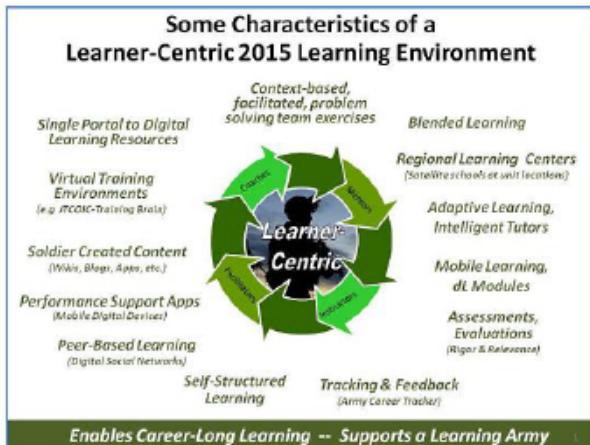 Some Characteristics of a
Learner-Centric 2015 Learning Environment
Context-based,
facilitated, problem
solving team exercises
Single Portal to Digital
Learning Resources
Blended Learning
Regional Learning Centers
(Satellite schools at unit locations)
Virtual Training
Environments
(e.g. JTCOIC-Training Brain)
Adaptive Learning,
Intelligent Tutors
Coaches
Mentors
Learner-
Centric
Facilitators
Instructors
Soldier Created Content
(Wikis, Blogs, Apps, etc.)
Mobile Learning,
dL Modules
Performance Support Apps
(Mobile Digital Devices)
Assessments,
Evaluations
(Rigor & Relevance)
Peer-Based Learning
(Digital Social Networks)
Self-Structured
Learning
Tracking & Feedback
(Army Career Tracker)
Enables Career-Long Learning -- Supports a Learning Army